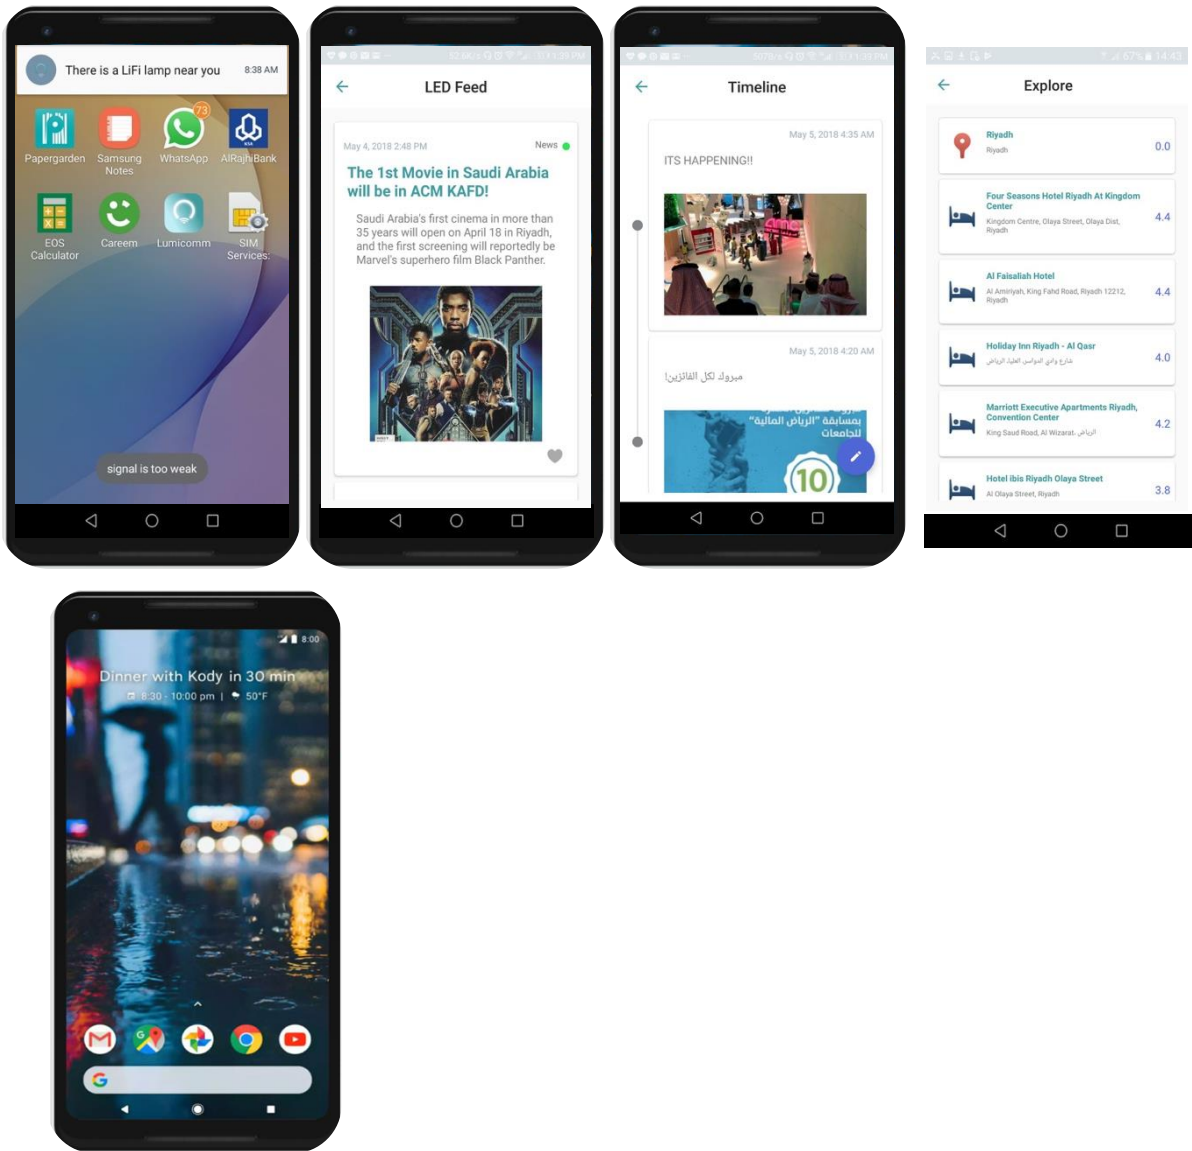 There is a LiFi lamp near you
8:38 AM
73
Papergarden
Samsung
Notes
WhatsApp
AlRajhiBank
EOS
Calculator
Careem
Lumicomm
SIM
Services:
signal is too weak
LED Feed
May 4, 2018 2:48 PM
News
The 1st Movie in Saudi Arabia
will be in ACM KAFD!
Saudi Arabia's first cinema in more than
35 years will open on April 18 in Riyadh,
and the first screening will reportedly be
Marvel's superhero film Black Panther.
Timeline
May 5, 2018 4:35 AM
ITS HAPPENING!!
amc
May 5, 2018 4:20 AM
مبروك لكل الفائزين!
بمسابقة "الرياض المالية"
للجامعات
10
67% 14:43
Explore
Riyadh
Riyadh
0.0
Four Seasons Hotel Riyadh At Kingdom
Center
Kingdom Centre, Olaya Street, Olaya Dist,
Riyadh
4.4
Al Faisaliah Hotel
Al Amiriyah, King Fahd Road, Riyadh 12212,
Riyadh
4.4
Holiday Inn Riyadh - Al Qasr
4.0
Marriott Executive Apartments Riyadh,
Convention Center
King Saud Road, Al Wizarat، الرياض
4.2
Hotel ibis Riyadh Olaya Street
Al Olaya Street, Riyadh
3.8
8:00
Dinner with Kody in 30 min
8:30 - 10:00 pm | 50°F